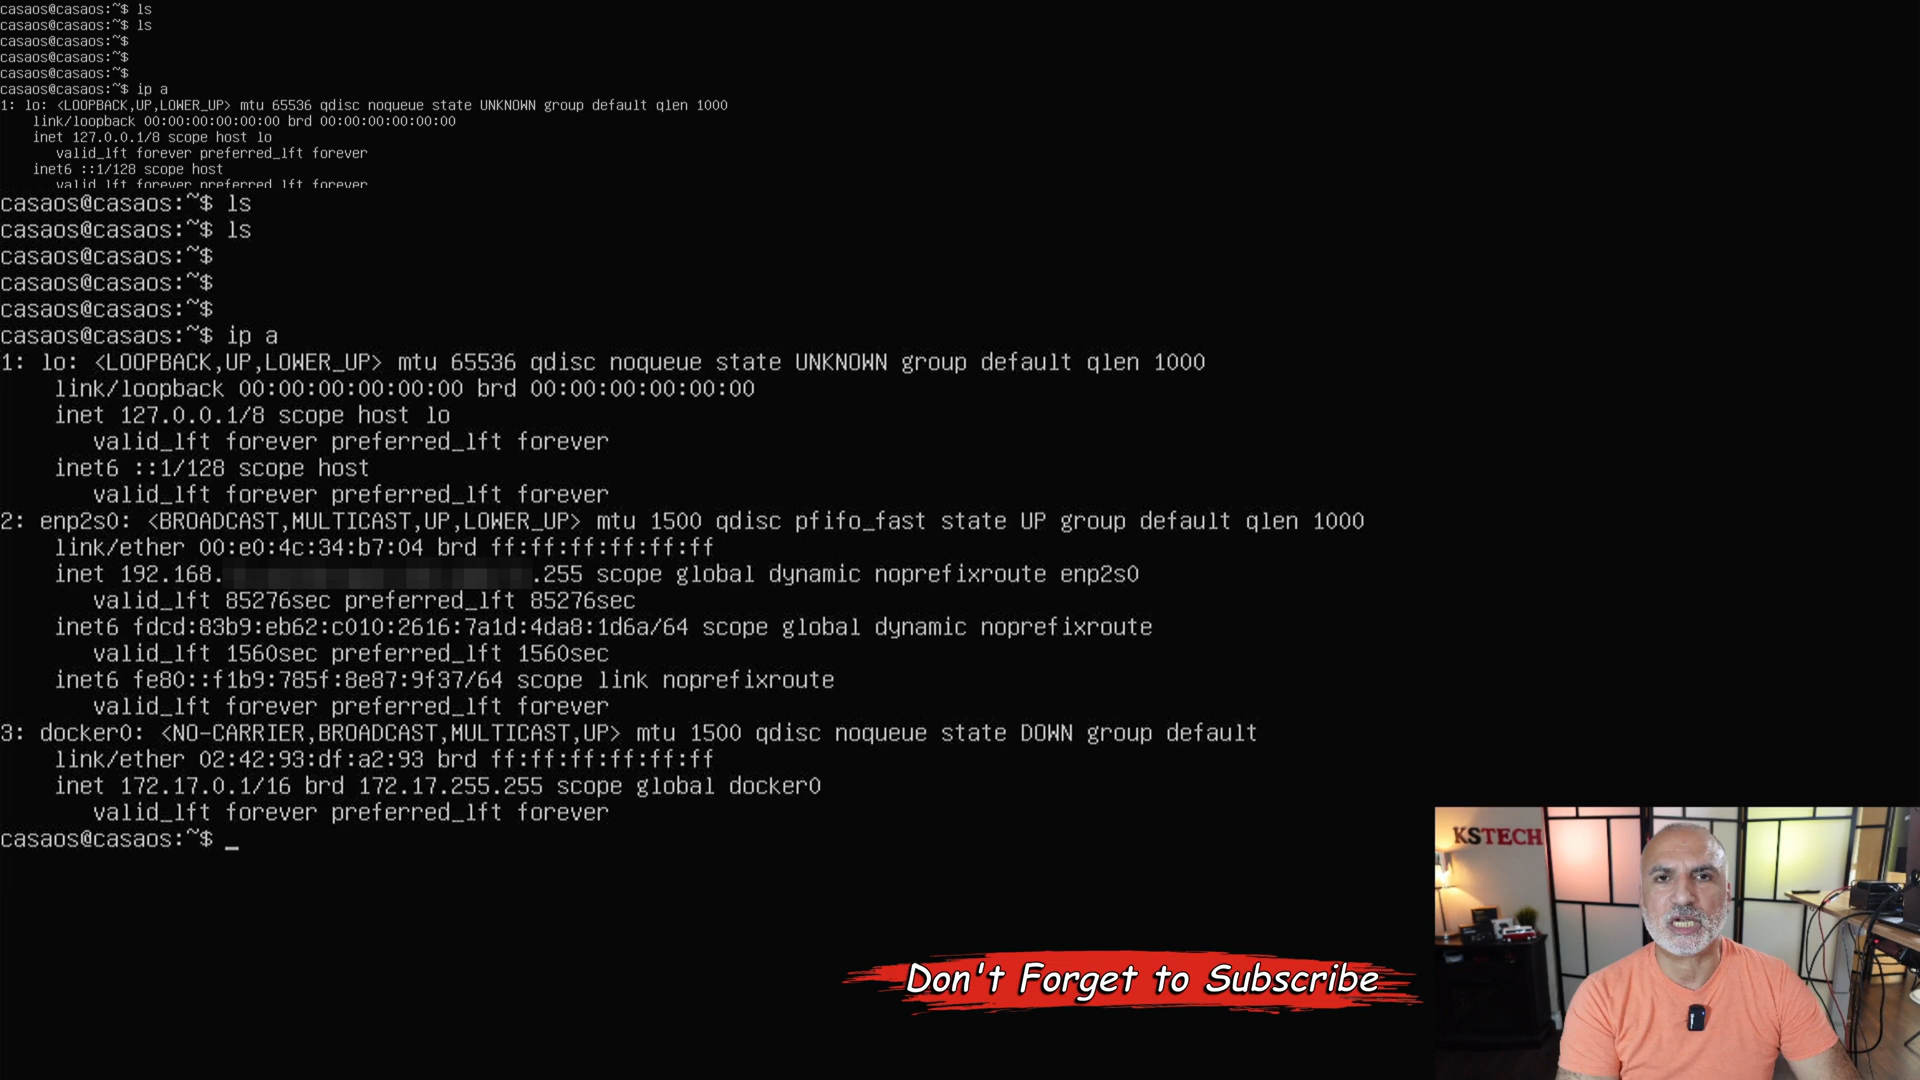 casaos@casaos:~$ ls
casaos@casaos:~$ ls
casaos@casaos:~$
casaos@casaos:~$
casaos@casaos:~$
casaos@casaos:~$ ip a
1: lo: <LOOPBACK,UP,LOWER_UP> mtu 65536 qdisc noqueue state UNKNOWN group default qlen 1000
link/loopback 00:00:00:00:00:00 brd 00:00:00:00:00:00
inet 127.0.0.1/8 scope host lo
valid_lft forever preferred_lft forever
inet6 ::1/128 scope host
valid_lft forever preferred_lft forever
casaos@casaos:~$ ls
casaos@casaos:~$ ls
casaos@casaos:~$
casaos@casaos:~$
casaos@casaos:~$
casaos@casaos:~$ ip a
1: lo: <LOOPBACK,UP,LOWER_UP> mtu 65536 qdisc noqueue state UNKNOWN group default qlen 1000
link/loopback 00:00:00:00:00:00 brd 00:00:00:00:00:00
inet 127.0.0.1/8 scope host lo
valid_lft forever preferred_lft forever
inet6 ::1/128 scope host
valid_lft forever preferred_lft forever
2: enp2s0: <BROADCAST,MULTICAST,UP,LOWER_UP> mtu 1500 qdisc pfifo_fast state UP group default qlen 1000
link/ether 00:e0:4c:34:b7:04 brd ff:ff:ff:ff:ff:ff
inet 192.168. .255 scope global dynamic noprefixroute enp2s0
valid_lft 85276sec preferred_lft 85276sec
inet6 fdcd:83b9:eb62:c010:2616:7a1d:4da8:1d6a/64 scope global dynamic noprefixroute
valid_lft 1560sec preferred_lft 1560sec
inet6 fe80::f1b9:785f:8e87:9f37/64 scope link noprefixroute
valid_lft forever preferred_lft forever
3: docker0: <NO-CARRIER,BROADCAST,MULTICAST,UP> mtu 1500 qdisc noqueue state DOWN group default
link/ether 02:42:93:df:a2:93 brd ff:ff:ff:ff:ff:ff
inet 172.17.0.1/16 brd 172.17.255.255 scope global docker0
valid_lft forever preferred_lft forever
casaos@casaos:~$ _
KSTECH
Don't Forget to Subscribe